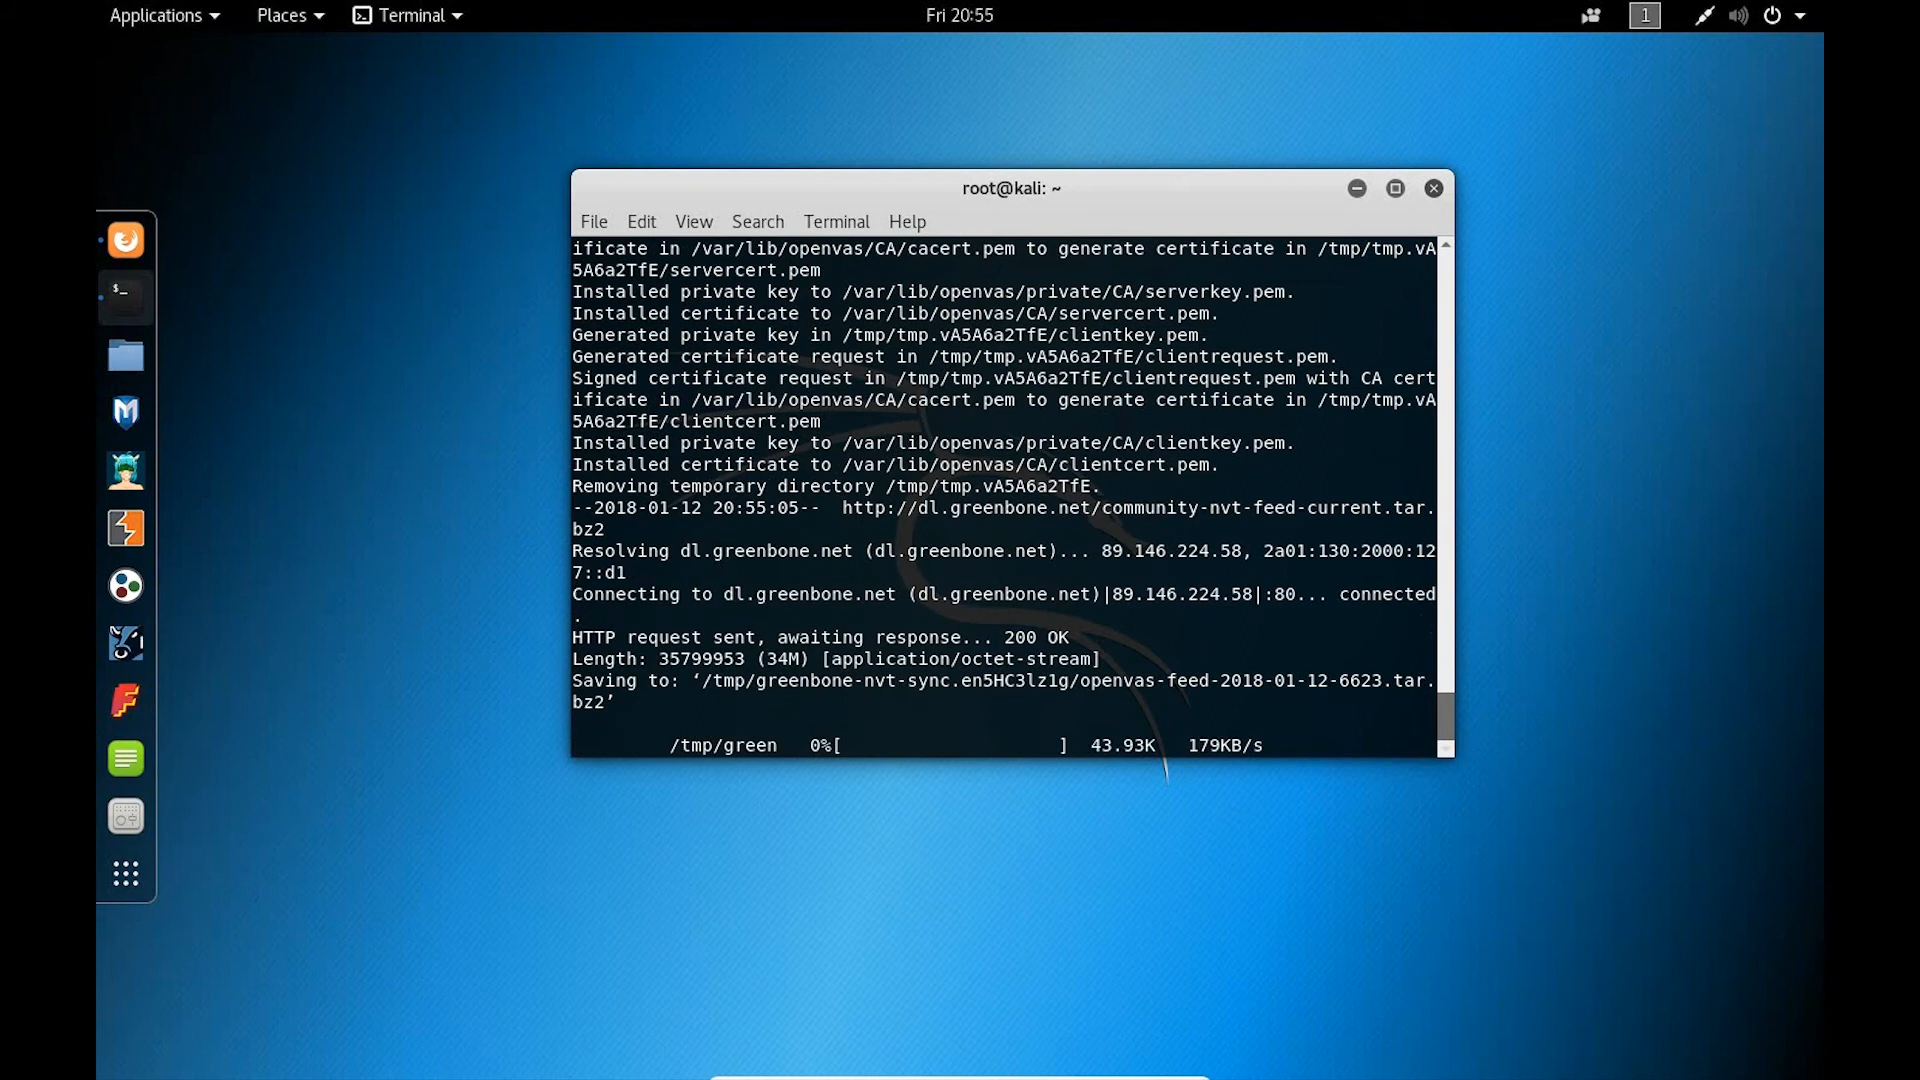 Applications Places Terminal Fri 20:55 1
root@kali: ~
File Edit View Search Terminal Help
ificate in /var/lib/openvas/CA/cacert.pem to generate certificate in /tmp/tmp.vA
5A6a2TfE/servercert.pem
Installed private key to /var/lib/openvas/private/CA/serverkey.pem.
Installed certificate to /var/lib/openvas/CA/servercert.pem.
Generated private key in /tmp/tmp.vA5A6a2TfE/clientkey.pem.
Generated certificate request in /tmp/tmp.vA5A6a2TfE/clientrequest.pem.
Signed certificate request in /tmp/tmp.vA5A6a2TfE/clientrequest.pem with CA cert
ificate in /var/lib/openvas/CA/cacert.pem to generate certificate in /tmp/tmp.vA
5A6a2TfE/clientcert.pem
Installed private key to /var/lib/openvas/private/CA/clientkey.pem.
Installed certificate to /var/lib/openvas/CA/clientcert.pem.
Removing temporary directory /tmp/tmp.vA5A6a2TfE.
--2018-01-12 20:55:05--  http://dl.greenbone.net/community-nvt-feed-current.tar.
bz2
Resolving dl.greenbone.net (dl.greenbone.net)... 89.146.224.58, 2a01:130:2000:12
7::d1
Connecting to dl.greenbone.net (dl.greenbone.net)|89.146.224.58|:80... connected
.
HTTP request sent, awaiting response... 200 OK
Length: 35799953 (34M) [application/octet-stream]
Saving to: ‘/tmp/greenbone-nvt-sync.en5HC3lz1g/openvas-feed-2018-01-12-6623.tar.
bz2’
/tmp/green   0%[                    ]  43.93K   179KB/s